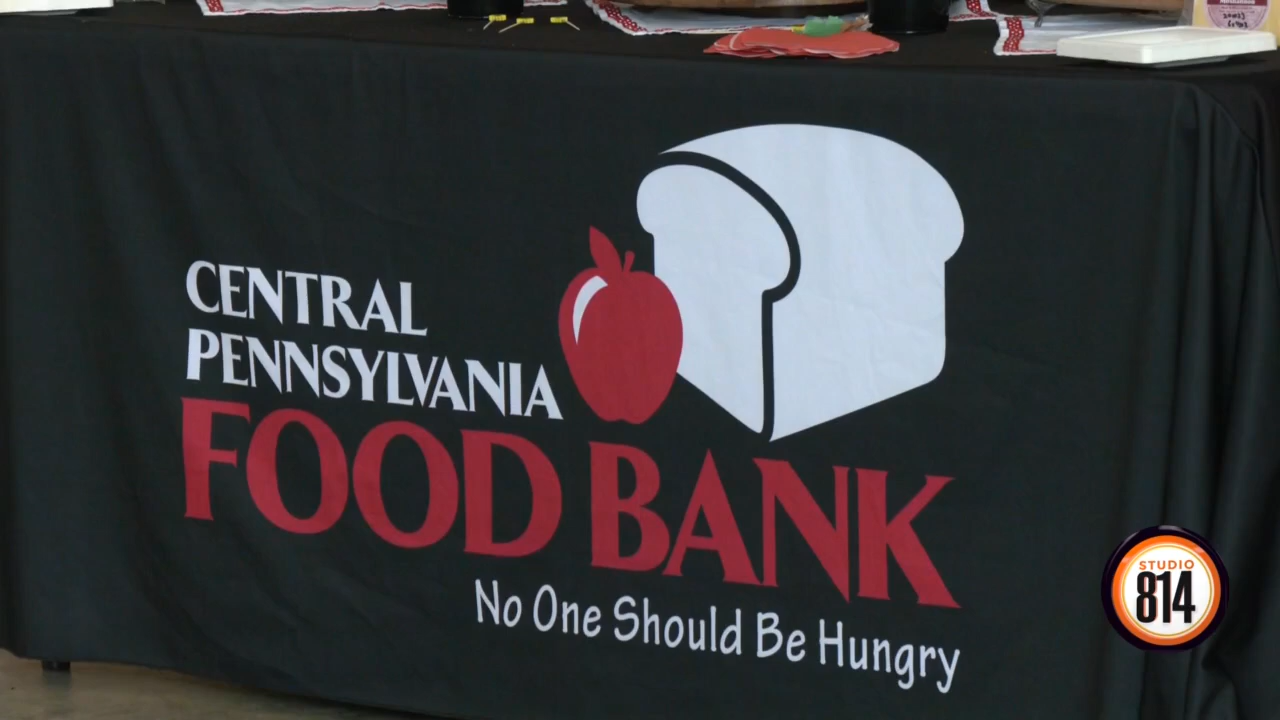 CENTRAL
PENNSYLVANIA
FOOD BANK
No One Should Be Hungry
STUDIO
814